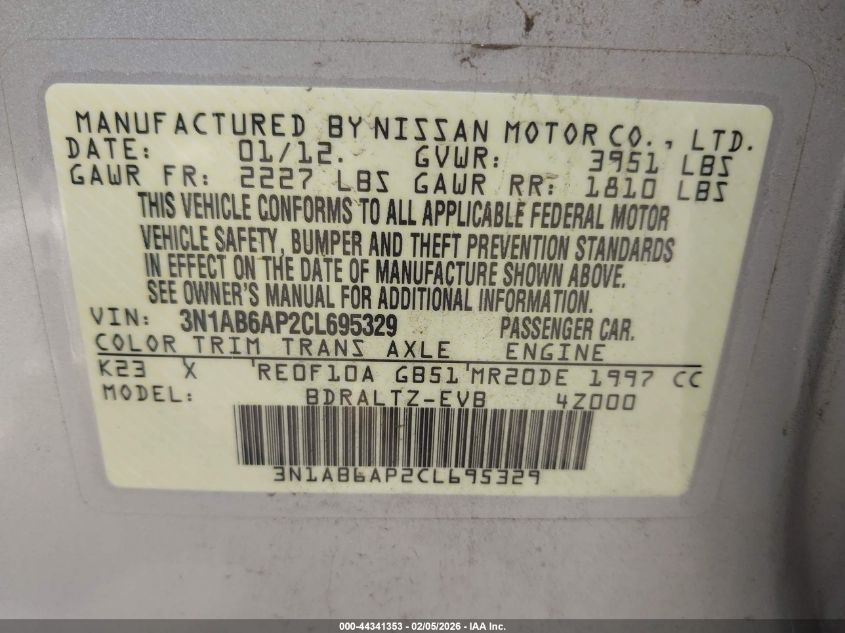 MANUFACTURED BY NISSAN MOTOR CO., LTD.
DATE: 01/12. GVWR: 3951 LBS
GAWR FR: 2227 LBS GAWR RR: 1810 LBS
THIS VEHICLE CONFORMS TO ALL APPLICABLE FEDERAL MOTOR
VEHICLE SAFETY, BUMPER AND THEFT PREVENTION STANDARDS
IN EFFECT ON THE DATE OF MANUFACTURE SHOWN ABOVE.
SEE OWNER'S MANUAL FOR ADDITIONAL INFORMATION.
VIN: 3N1AB6AP2CL695329 PASSENGER CAR.
COLOR TRIM TRANS AXLE ENGINE
K23 X RE0F10A GB51 MR20DE 1997 CC
MODEL: BDRALTZ-EVB 4Z000
3N1AB6AP2CL695329
000-44341353 - 02/05/2026 - IAA Inc.